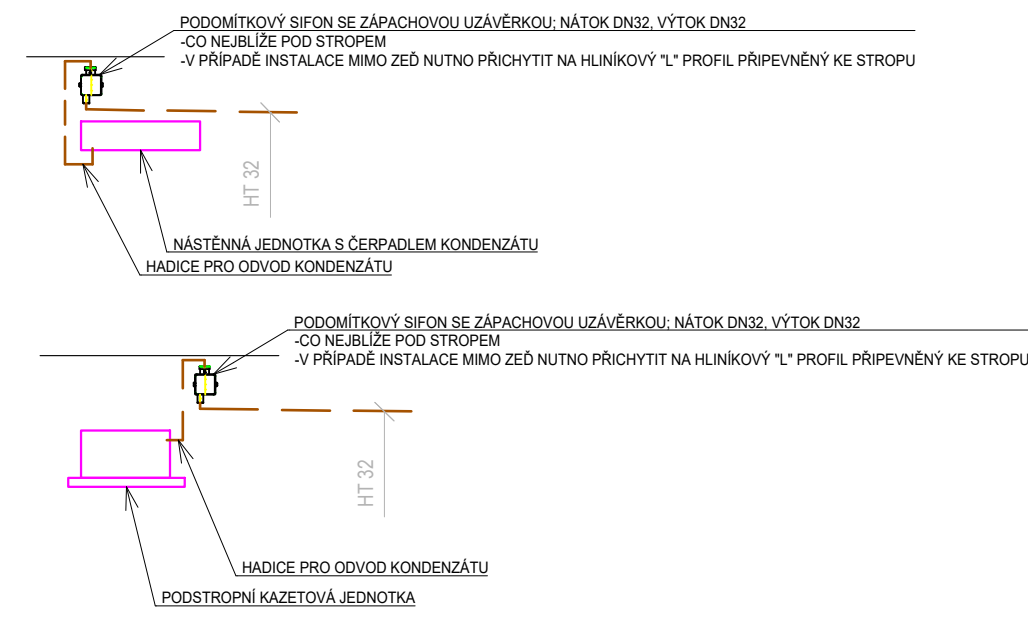 PODOMÍTKOVÝ SIFON SE ZÁPACHOVOU UZÁVĚRKOU; NÁTOK DN32, VÝTOK DN32
-CO NEJBLÍŽE POD STROPEM
-V PŘÍPADĚ INSTALACE MIMO ZEĎ NUTNO PŘICHYTIT NA HLINÍKOVÝ "L" PROFIL PŘIPEVNĚNÝ KE STROPU
HT 32
NÁSTĚNNÁ JEDNOTKA S ČERPADLEM KONDENZÁTU
HADICE PRO ODVOD KONDENZÁTU
PODOMÍTKOVÝ SIFON SE ZÁPACHOVOU UZÁVĚRKOU; NÁTOK DN32, VÝTOK DN32
-CO NEJBLÍŽE POD STROPEM
-V PŘÍPADĚ INSTALACE MIMO ZEĎ NUTNO PŘICHYTIT NA HLINÍKOVÝ "L" PROFIL PŘIPEVNĚNÝ KE STROPU
HT 32
HADICE PRO ODVOD KONDENZÁTU
PODSTROPNÍ KAZETOVÁ JEDNOTKA